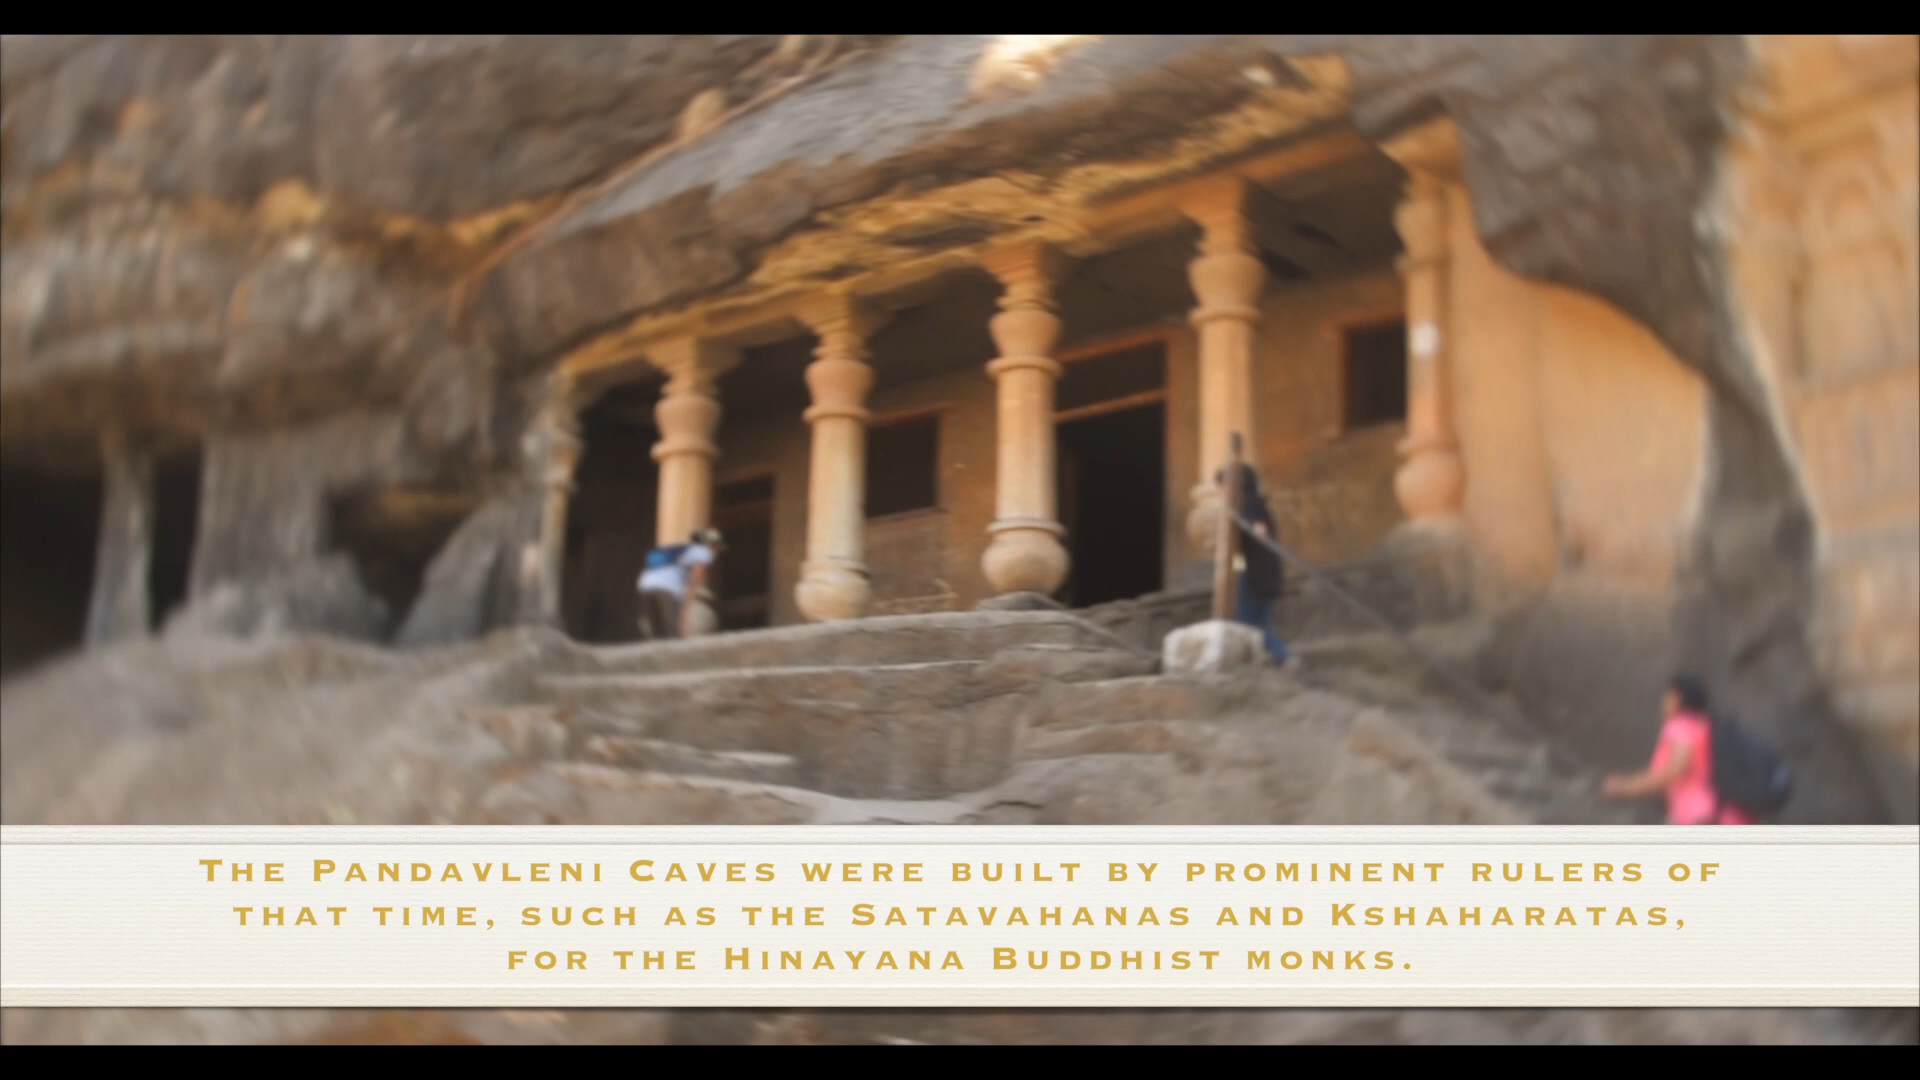 The Pandavleni Caves were built by prominent rulers of
that time, such as the Satavahanas and Kshaharatas,
for the Hinayana Buddhist monks.